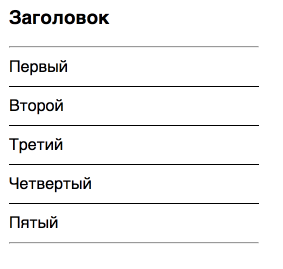 Заголовок
Первый
Второй
Третий
Четвертый
Пятый